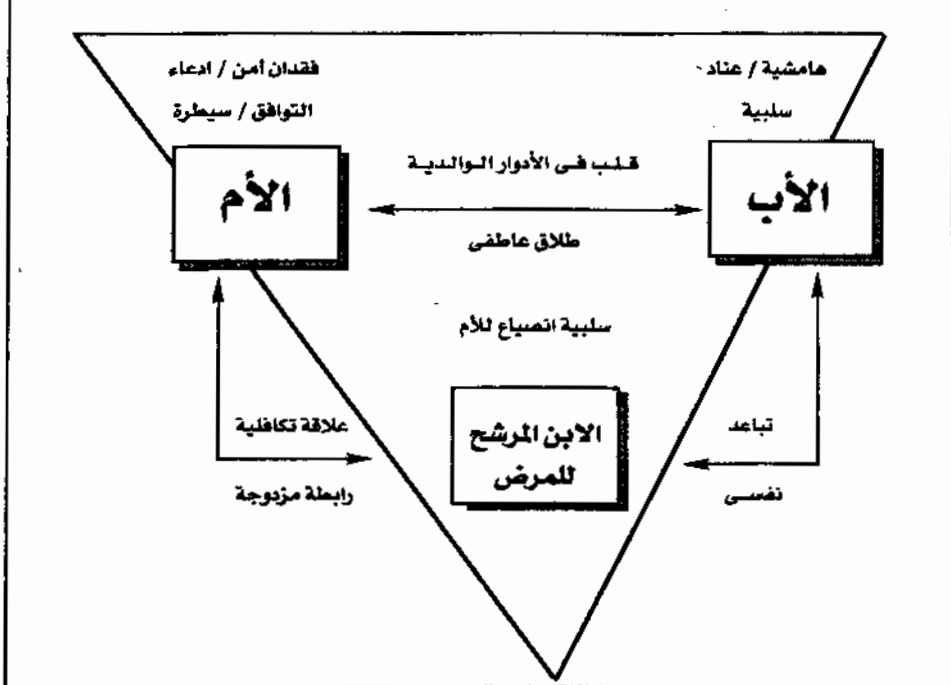 هامشية / عناد
سلبية
فقدان أمن / ادعاء
التوافق / سيطرة
الأب
قلب فى الأدوار الوالدية
طلاق عاطفى
الأم
سلبية انصياع للأم
الابن المرشح
للمرض
تباعد
نفسى
علاقة تكافلية
رابطة مزدوجة